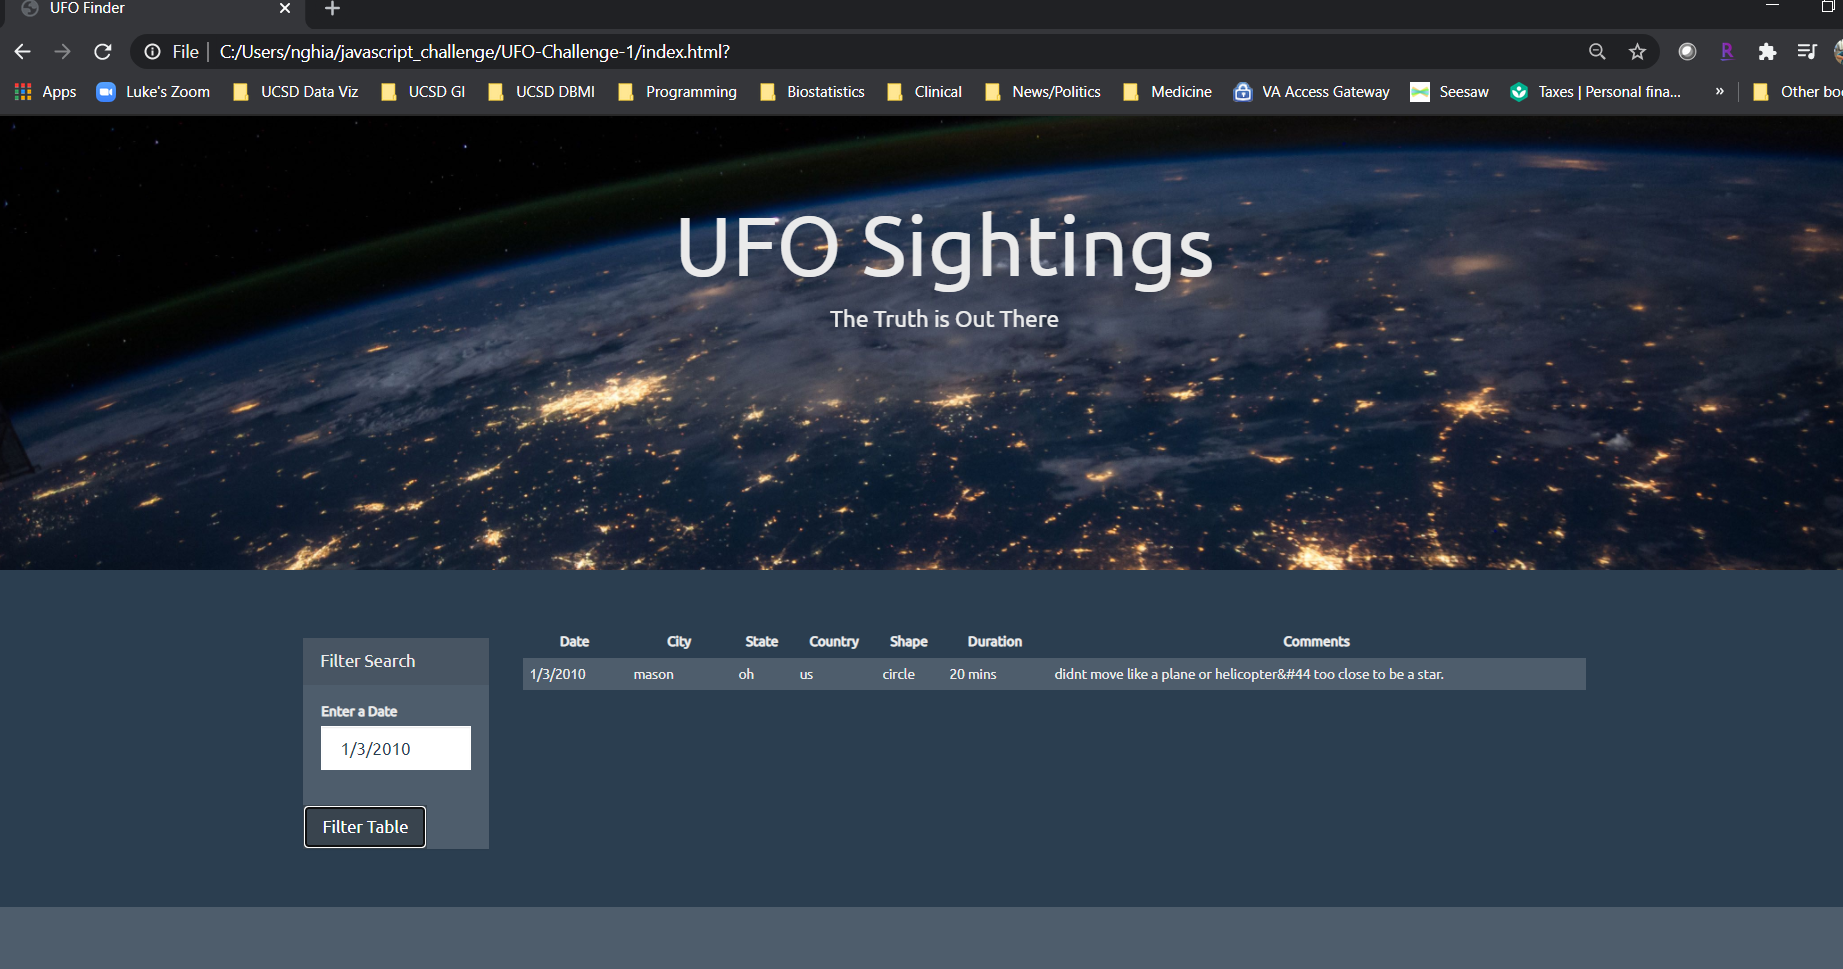 UFO Finder
File | C:/Users/nghia/javascript_challenge/UFO-Challenge-1/index.html?
Apps Luke's Zoom UCSD Data Viz UCSD GI UCSD DBMI Programming Biostatistics Clinical News/Politics Medicine VA Access Gateway Seesaw Taxes | Personal fina... » Other boo
UFO Sightings
The Truth is Out There
Filter Search
Enter a Date
1/3/2010
Filter Table
Date City State Country Shape Duration Comments
1/3/2010 mason oh us circle 20 mins didnt move like a plane or helicopter&#44 too close to be a star.